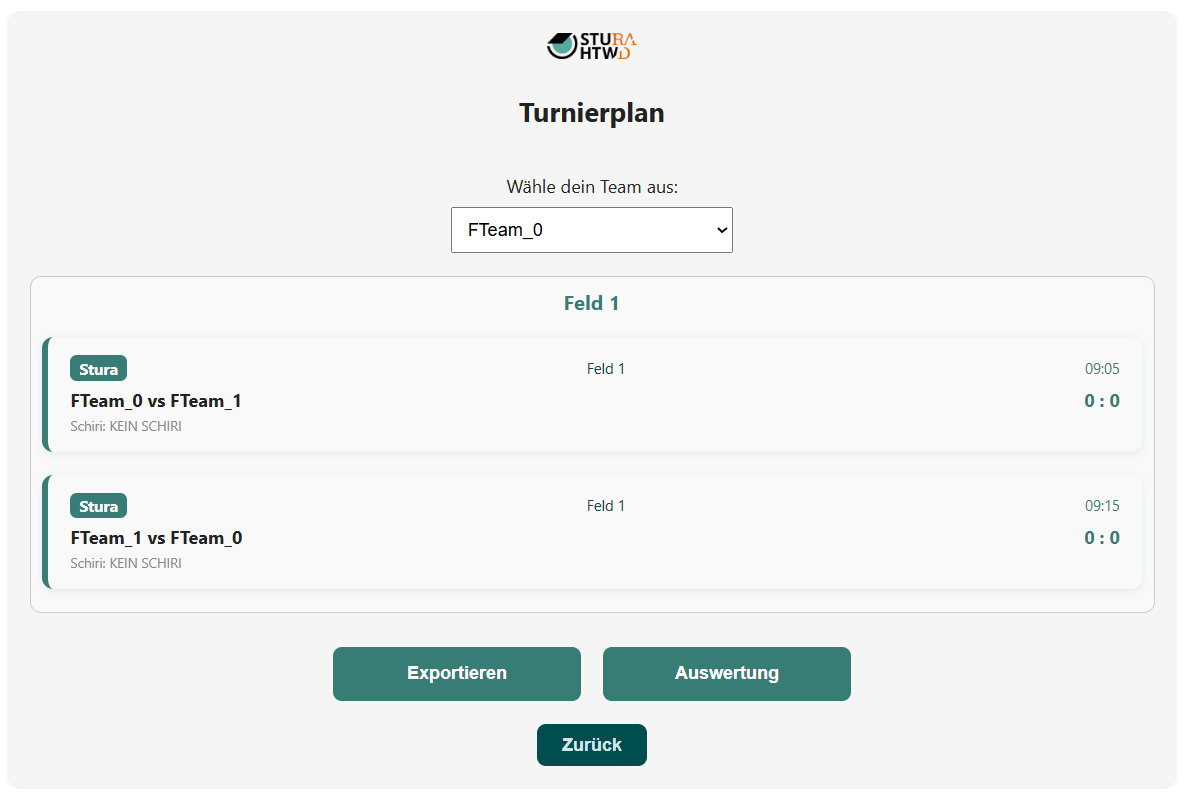 STURA
HTWD
Turnierplan
Wähle dein Team aus:
FTeam_0
Feld 1
Stura Feld 1 09:05
FTeam_0 vs FTeam_1 0 : 0
Schiri: KEIN SCHIRI
Stura Feld 1 09:15
FTeam_1 vs FTeam_0 0 : 0
Schiri: KEIN SCHIRI
Exportieren Auswertung
Zurück